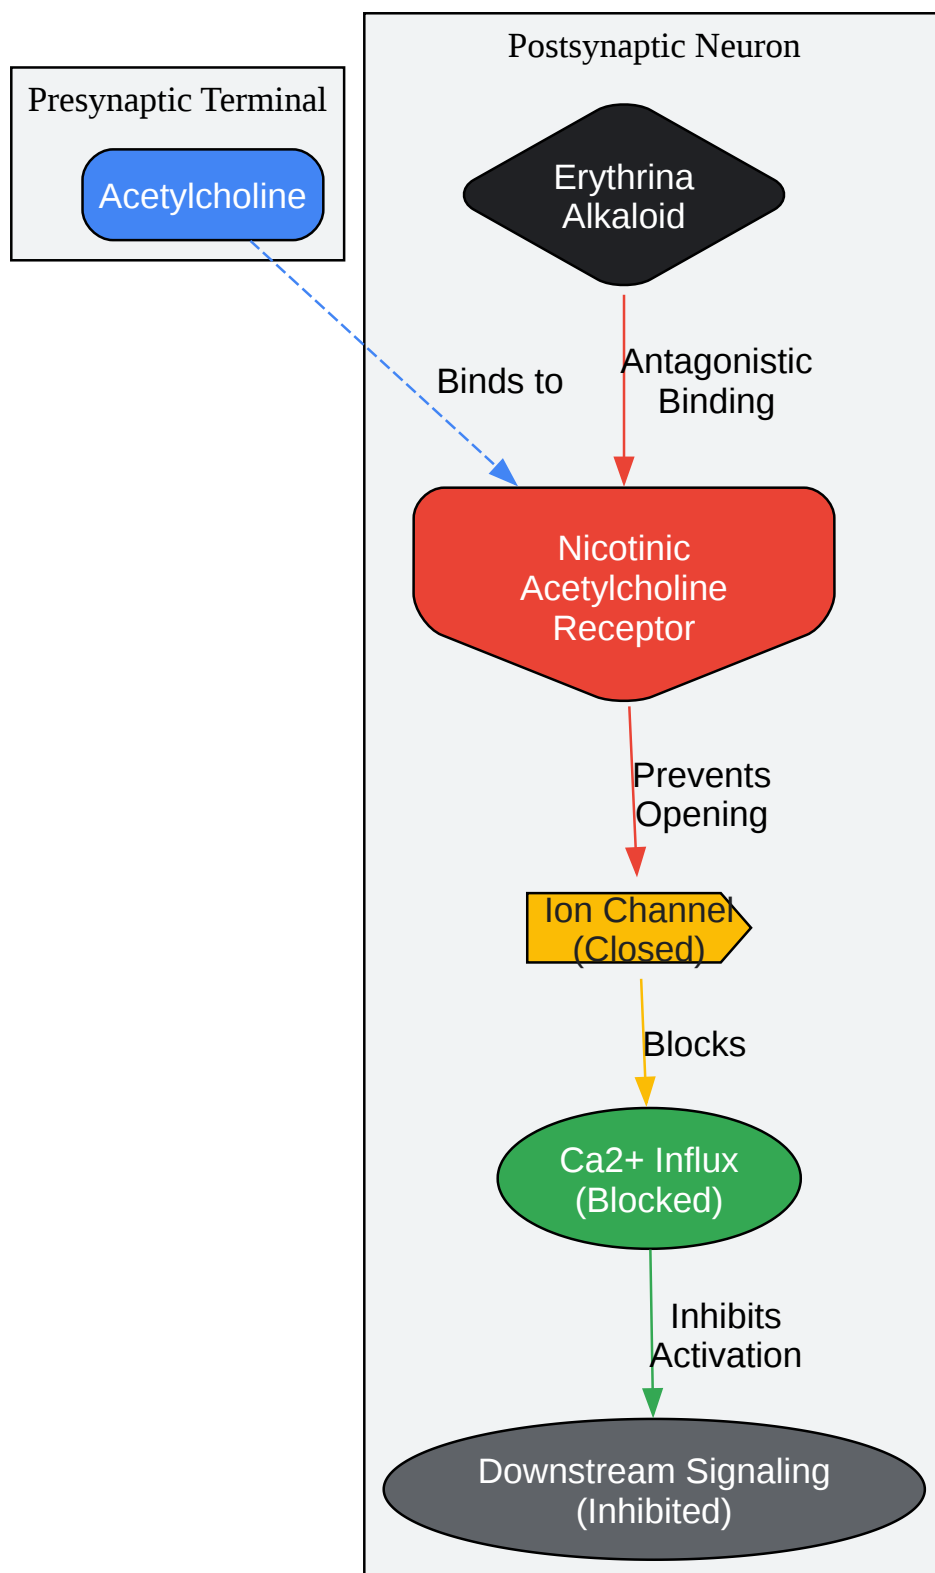 Postsynaptic Neuron
Presynaptic Terminal
Acetylcholine
Erythrina
Alkaloid
Binds to
Antagonistic
Binding
Nicotinic
Acetylcholine
Receptor
Prevents
Opening
Ion Channel
(Closed)
Blocks
Ca2+ Influx
(Blocked)
Inhibits
Activation
Downstream Signaling
(Inhibited)